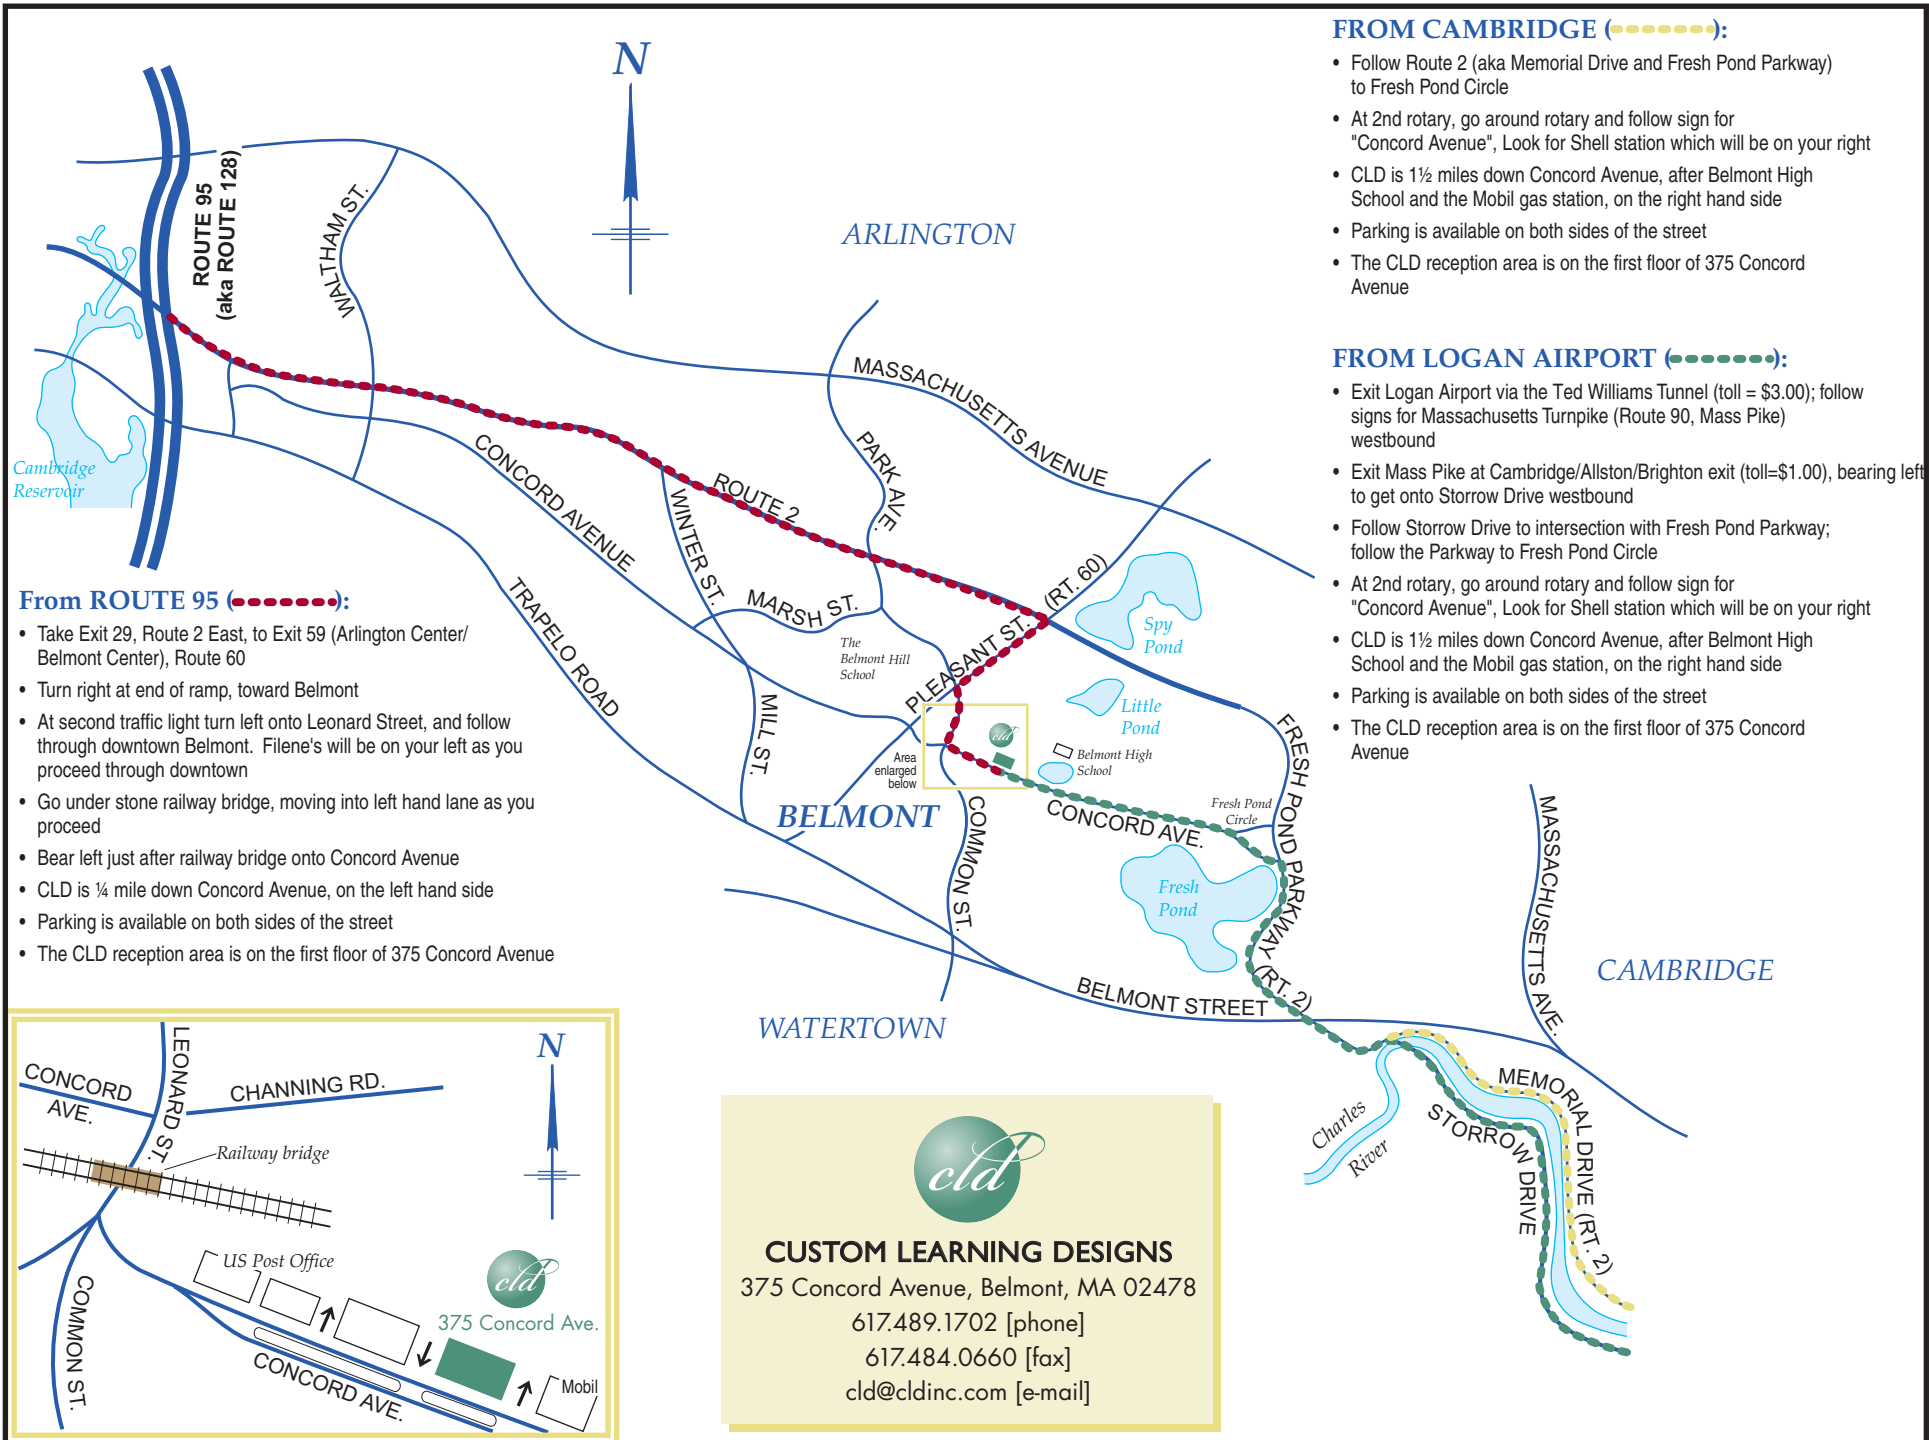 FROM CAMBRIDGE ( ):
• Follow Route 2 (aka Memorial Drive and Fresh Pond Parkway)
to Fresh Pond Circle
• At 2nd rotary, go around rotary and follow sign for
"Concord Avenue", Look for Shell station which will be on your right
• CLD is 1½ miles down Concord Avenue, after Belmont High
School and the Mobil gas station, on the right hand side
• Parking is available on both sides of the street
• The CLD reception area is on the first floor of 375 Concord
Avenue
FROM LOGAN AIRPORT ( ):
• Exit Logan Airport via the Ted Williams Tunnel (toll = $3.00); follow
signs for Massachusetts Turnpike (Route 90, Mass Pike)
westbound
• Exit Mass Pike at Cambridge/Allston/Brighton exit (toll=$1.00), bearing left
to get onto Storrow Drive westbound
• Follow Storrow Drive to intersection with Fresh Pond Parkway;
follow the Parkway to Fresh Pond Circle
• At 2nd rotary, go around rotary and follow sign for
"Concord Avenue", Look for Shell station which will be on your right
• CLD is 1½ miles down Concord Avenue, after Belmont High
School and the Mobil gas station, on the right hand side
• Parking is available on both sides of the street
• The CLD reception area is on the first floor of 375 Concord
Avenue
From ROUTE 95 ( ):
• Take Exit 29, Route 2 East, to Exit 59 (Arlington Center/
Belmont Center), Route 60
• Turn right at end of ramp, toward Belmont
• At second traffic light turn left onto Leonard Street, and follow
through downtown Belmont. Filene's will be on your left as you
proceed through downtown
• Go under stone railway bridge, moving into left hand lane as you
proceed
• Bear left just after railway bridge onto Concord Avenue
• CLD is ¼ mile down Concord Avenue, on the left hand side
• Parking is available on both sides of the street
• The CLD reception area is on the first floor of 375 Concord Avenue
N
ROUTE 95
(aka ROUTE 128)
WALTHAM ST.
ARLINGTON
MASSACHUSETTS AVENUE
PARK AVE.
Cambridge
Reservoir
CONCORD AVENUE
ROUTE 2
WINTER ST.
TRAPELO ROAD
MARSH ST.
The
Belmont Hill
School
(RT. 60)
PLEASANT ST.
Spy
Pond
Little
Pond
MILL ST.
cld
Area
enlarged
below
Belmont High
School
BELMONT
COMMON ST.
CONCORD AVE.
Fresh Pond
Circle
FRESH POND PARKWAY (RT. 2)
Fresh
Pond
MASSACHUSETTS AVE.
CAMBRIDGE
BELMONT STREET
WATERTOWN
MEMORIAL DRIVE (RT. 2)
STORROW DRIVE
Charles
River
LEONARD ST.
N
CONCORD
AVE.
CHANNING RD.
Railway bridge
US Post Office
cld
375 Concord Ave.
COMMON ST.
CONCORD AVE.
Mobil
cld
CUSTOM LEARNING DESIGNS
375 Concord Avenue, Belmont, MA 02478
617.489.1702 [phone]
617.484.0660 [fax]
cld@cldinc.com [e-mail]